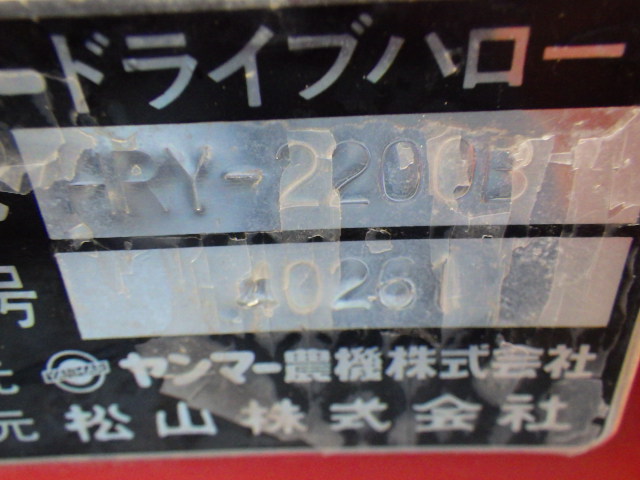 ードライブハロー
RY-2200B
号 40261
元 ヤンマー農機株式会社
元 松山株式会社